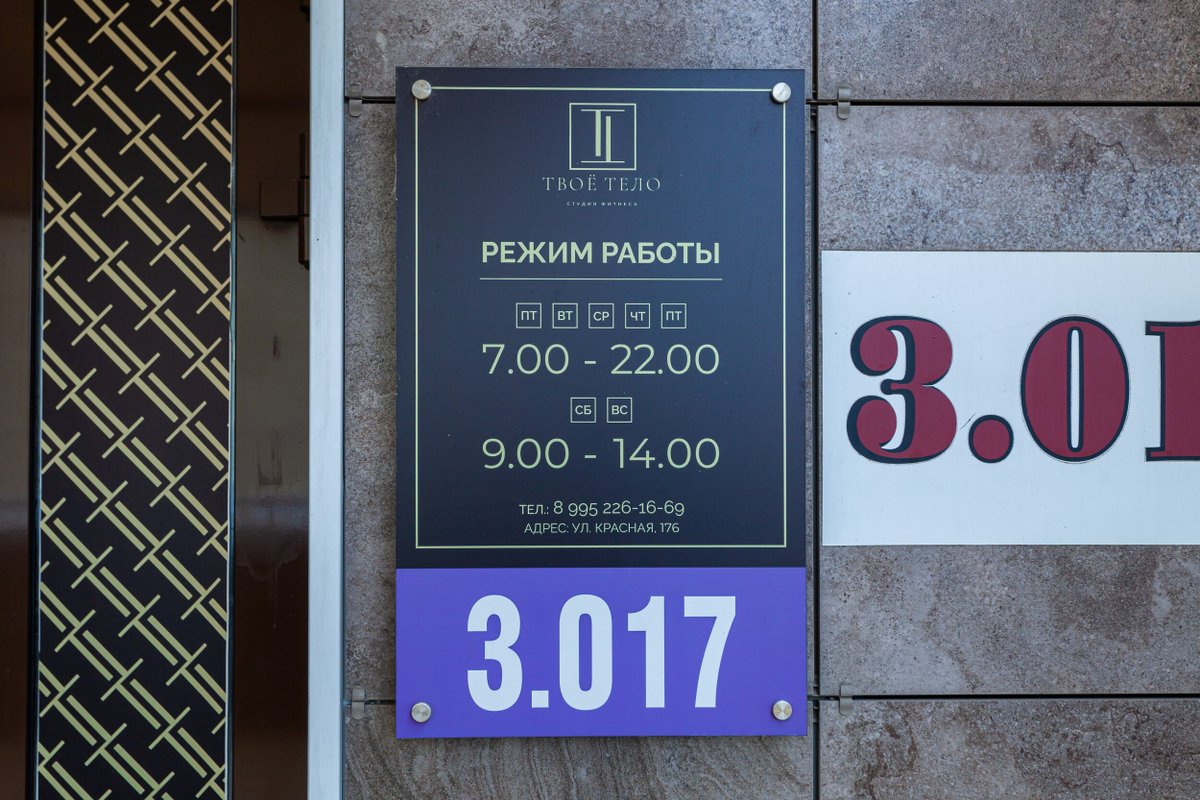 ТВОЁ ТЕЛО
СТУДИЯ ФИТНЕСА
РЕЖИМ РАБОТЫ
ПТ ВТ СР ЧТ ПТ
7.00 - 22.00
СБ ВС
9.00 - 14.00
ТЕЛ.: 8 995 226-16-69
АДРЕС: УЛ. КРАСНАЯ, 176
3.017
3.01